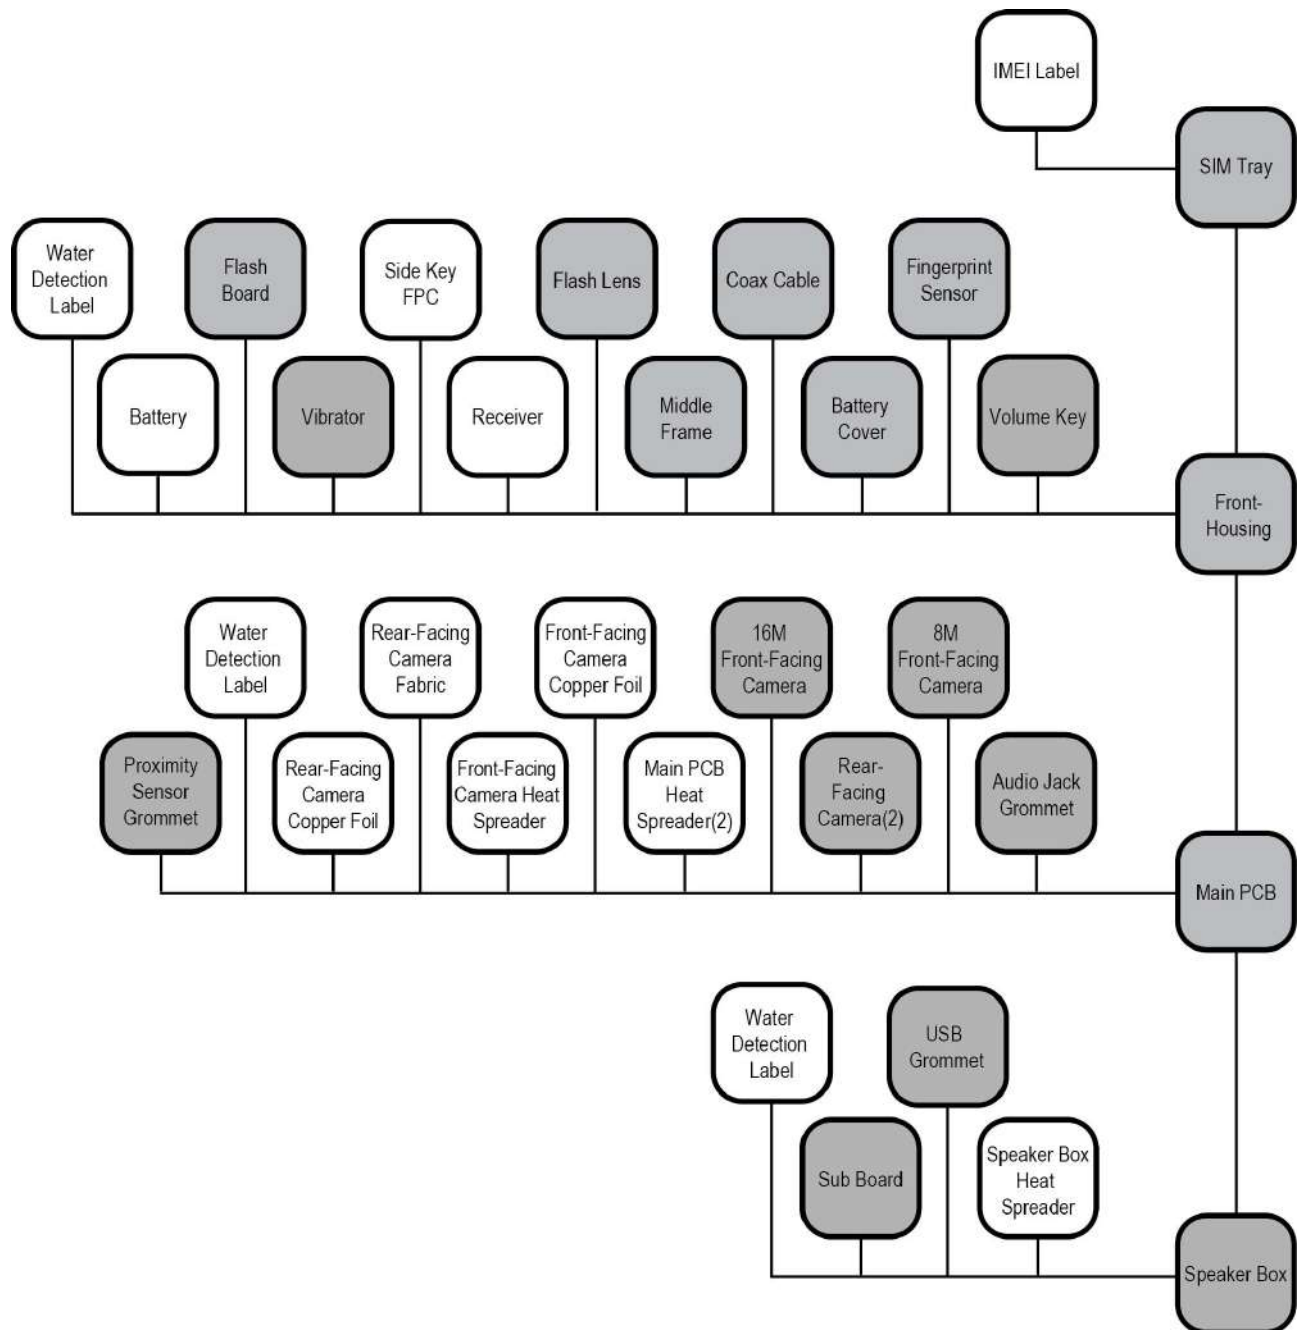 IMEI Label
SIM Tray
Water
Detection
Label
Flash
Board
Side Key
FPC
Flash Lens
Coax Cable
Fingerprint
Sensor
Battery
Vibrator
Receiver
Middle
Frame
Battery
Cover
Volume Key
Front-
Housing
Water
Detection
Label
Rear-Facing
Camera
Fabric
Front-Facing
Camera
Copper Foil
16M
Front-Facing
Camera
8M
Front-Facing
Camera
Proximity
Sensor
Grommet
Rear-Facing
Camera
Copper Foil
Front-Facing
Camera Heat
Spreader
Main PCB
Heat
Spreader(2)
Rear-
Facing
Camera(2)
Audio Jack
Grommet
Main PCB
Water
Detection
Label
USB
Grommet
Sub Board
Speaker Box
Heat
Spreader
Speaker Box